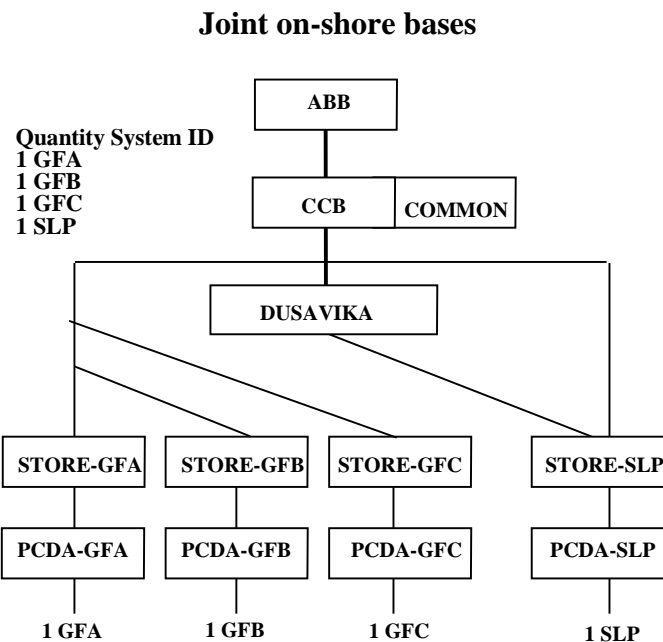 Joint on-shore bases
ABB
Quantity System ID
1 GFA
1 GFB
1 GFC
1 SLP
CCB
COMMON
DUSAVIKA
STORE-GFA
STORE-GFB
STORE-GFC
STORE-SLP
PCDA-GFA
PCDA-GFB
PCDA-GFC
PCDA-SLP
1 GFA
1 GFB
1 GFC
1 SLP